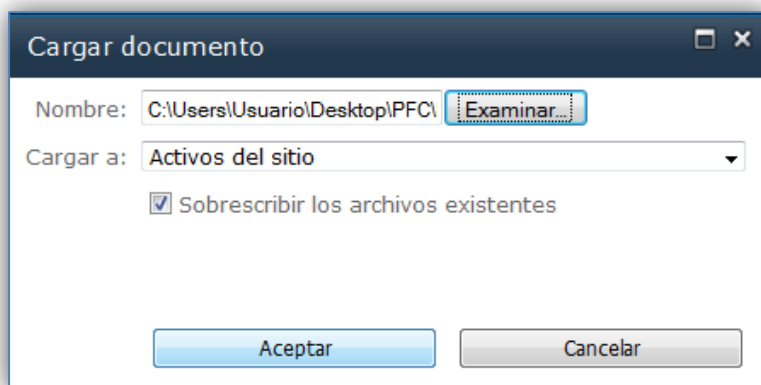 Cargar documento
Nombre: C:\Users\Usuario\Desktop\PFC\ Examinar...
Cargar a: Activos del sitio
Sobrescribir los archivos existentes
Aceptar Cancelar